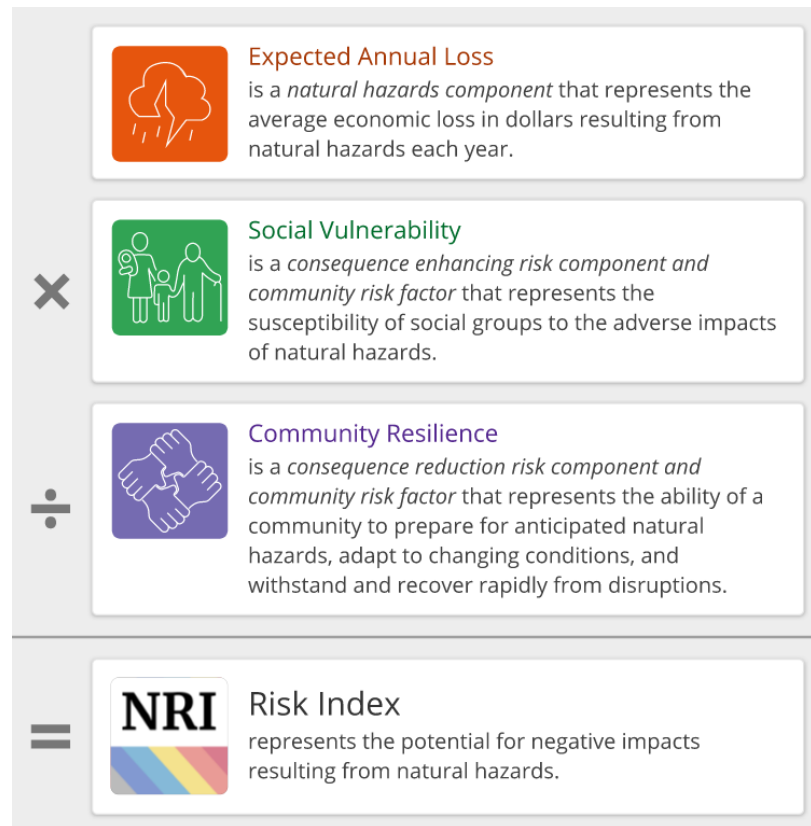 Expected Annual Loss
is a natural hazards component that represents the
average economic loss in dollars resulting from
natural hazards each year.
×
Social Vulnerability
is a consequence enhancing risk component and
community risk factor that represents the
susceptibility of social groups to the adverse impacts
of natural hazards.
÷
Community Resilience
is a consequence reduction risk component and
community risk factor that represents the ability of a
community to prepare for anticipated natural
hazards, adapt to changing conditions, and
withstand and recover rapidly from disruptions.
=
NRI
Risk Index
represents the potential for negative impacts
resulting from natural hazards.